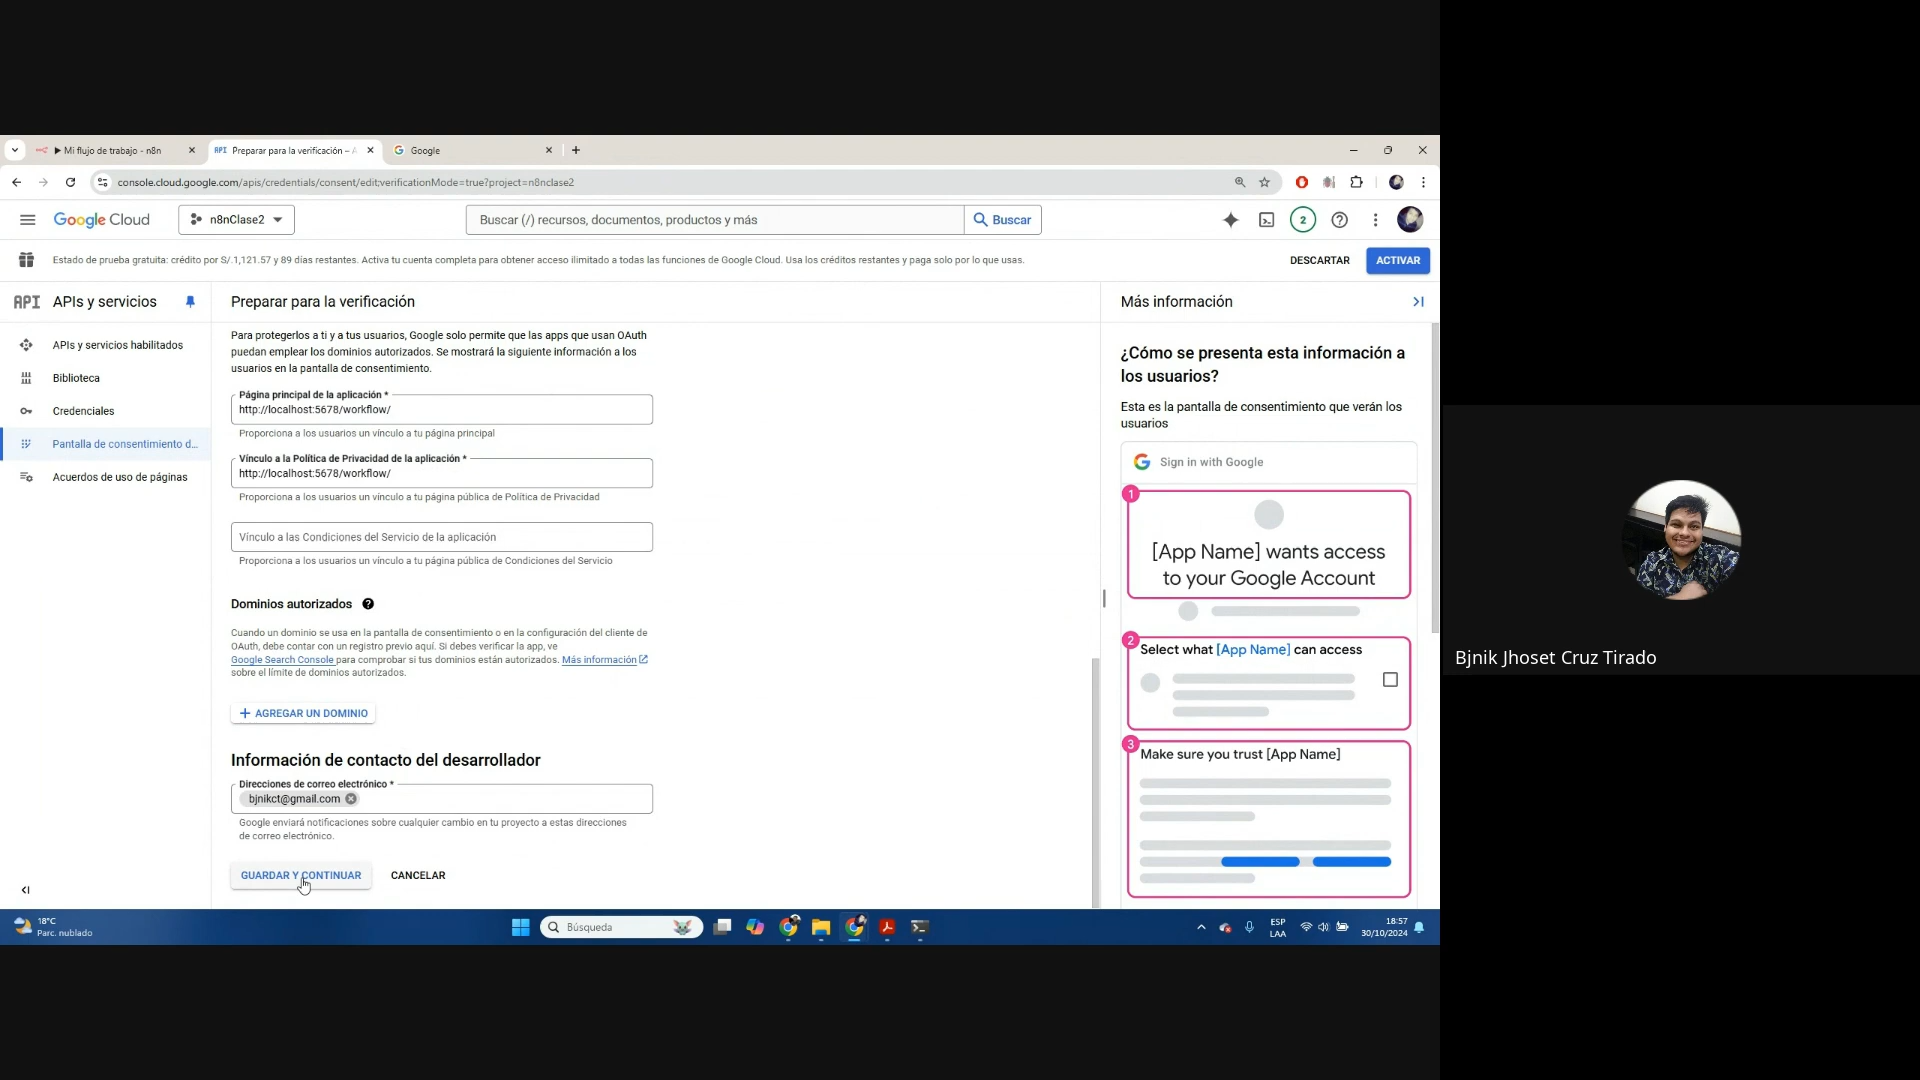 Mi flujo de trabajo - n8n
API Preparar para la verificación – A
Google
console.cloud.google.com/apis/credentials/consent/edit;verificationMode=true?project=n8nclase2
Google Cloud
n8nClase2
Buscar (/) recursos, documentos, productos y más
Buscar
2
Estado de prueba gratuita: crédito por S/.1,121.57 y 89 días restantes. Activa tu cuenta completa para obtener acceso ilimitado a todas las funciones de Google Cloud. Usa los créditos restantes y paga solo por lo que usas.
DESCARTAR
ACTIVAR
API APIs y servicios
APIs y servicios habilitados
Biblioteca
Credenciales
Pantalla de consentimiento d...
Acuerdos de uso de páginas
Preparar para la verificación
Para protegerlos a ti y a tus usuarios, Google solo permite que las apps que usan OAuth
puedan emplear los dominios autorizados. Se mostrará la siguiente información a los
usuarios en la pantalla de consentimiento.
Página principal de la aplicación *
http://localhost:5678/workflow/
Proporciona a los usuarios un vínculo a tu página principal
Vínculo a la Política de Privacidad de la aplicación *
http://localhost:5678/workflow/
Proporciona a los usuarios un vínculo a tu página pública de Política de Privacidad
Vínculo a las Condiciones del Servicio de la aplicación
Proporciona a los usuarios un vínculo a tu página pública de Condiciones del Servicio
Dominios autorizados
Cuando un dominio se usa en la pantalla de consentimiento o en la configuración del cliente de
OAuth, debe contar con un registro previo aquí. Si debes verificar la app, ve
Google Search Console para comprobar si tus dominios están autorizados. Más información
sobre el límite de dominios autorizados.
+ AGREGAR UN DOMINIO
Información de contacto del desarrollador
Direcciones de correo electrónico *
bjnikct@gmail.com
Google enviará notificaciones sobre cualquier cambio en tu proyecto a estas direcciones
de correo electrónico.
GUARDAR Y CONTINUAR
CANCELAR
Más información
¿Cómo se presenta esta información a
los usuarios?
Esta es la pantalla de consentimiento que verán los
usuarios
Sign in with Google
1
[App Name] wants access
to your Google Account
2
Select what [App Name] can access
3
Make sure you trust [App Name]
18°C
Parc. nublado
Búsqueda
ESP
LAA
18:57
30/10/2024
Bjnik Jhoset Cruz Tirado